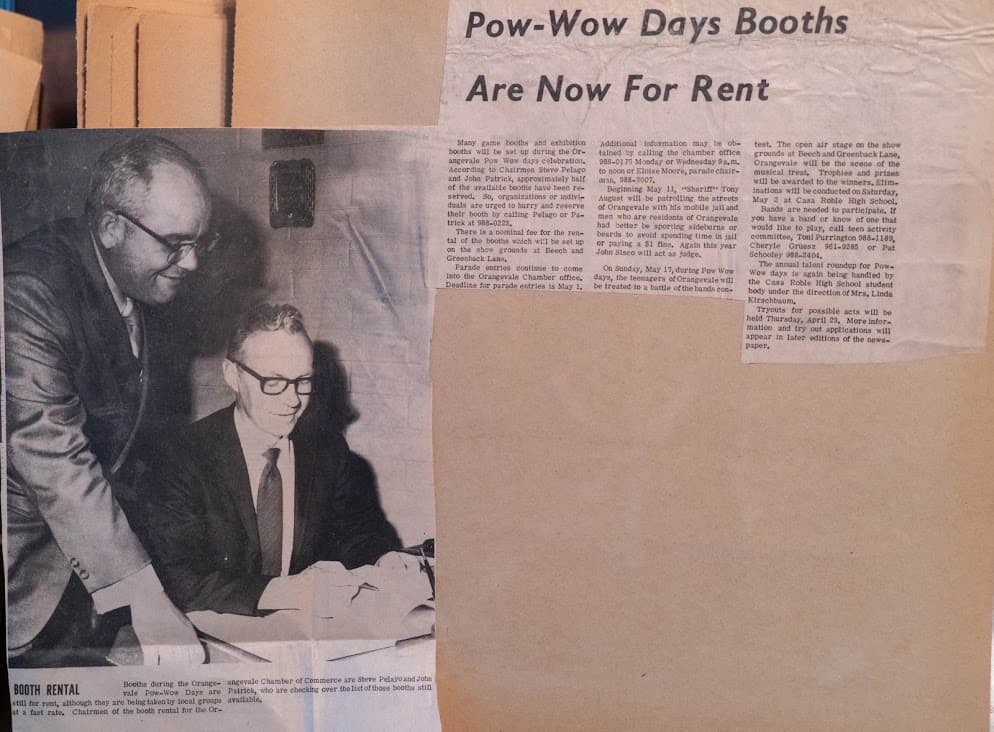 Pow-Wow Days Booths
Are Now For Rent
Many game booths and exhibition
booths will be set up during the Or-
angevale Pow Wow days celebration.
According to Chairmen Steve Pelago
and John Patrick, approximately half
of the available booths have been re-
served. So, organizations or indivi-
duals are urged to hurry and reserve
their booth by calling Pelago or Pa-
trick at 988-0223.
There is a nominal fee for the ren-
tal of the booths which will be set up
on the show grounds at Beech and
Greenback Lane.
Parade entries continue to come
into the Orangevale Chamber office.
Deadline for parade entries is May 1.
Additional information may be ob-
tained by calling the chamber office
988-0175 Monday or Wednesday 9 a.m.
to noon or Eloise Moore, parade chair-
man, 988-2007.
Beginning May 11, "Sheriff" Tony
August will be patrolling the streets
of Orangevale with his mobile jail and
men who are residents of Orangevale
had better be sporting sideburns or
beards to avoid spending time in jail
or paying a $1 fine. Again this year
John Sisco will act as judge.
On Sunday, May 17, during Pow Wow
days, the teenagers of Orangevale will
be treated to a battle of the bands con-
test. The open air stage on the show
grounds at Beech and Greenback Lane,
Orangevale will be the scene of the
musical treat. Trophies and prizes
will be awarded to the winners. Elim-
inations will be conducted on Saturday,
May 2 at Casa Roble High School.
Bands are needed to participate. If
you have a band or know of one that
would like to play, call teen activity
committee, Toni Purrington 988-1189,
Cheryle Gruesz 961-9285 or Pat
Schooley 988-2404.
The annual talent roundup for Pow-
Wow days is again being handled by
the Casa Roble High School student
body under the direction of Mrs. Linda
Kirschbaum.
Tryouts for possible acts will be
held Thursday, April 23. More infor-
mation and try out applications will
appear in later editions of the news-
paper.
BOOTH RENTAL
Booths during the Orange-
vale Pow-Wow Days are
still for rent, although they are being taken by local groups
at a fast rate. Chairmen of the booth rental for the Or-
angevale Chamber of Commerce are Steve Pelayo and John
Patrick, who are checking over the list of those booths still
available.